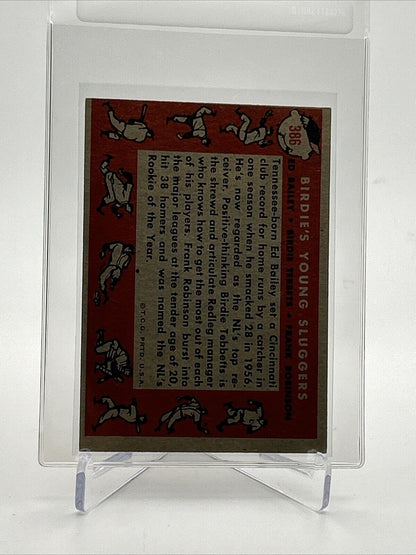 386
BIRDIE'S YOUNG SLUGGERS
ED BAILEY • BIRDIE TEBBETTS • FRANK ROBINSON
Tennessee-born Ed Bailey set a Cincinnati
club record for home runs by a catcher in
one season when he smacked 28 in 1956.
He's now regarded as the NL's top re-
ceiver. Positive-thinking Birdie Tebbetts is
the shrewd and articulate Redleg manager
who knows how to get the most out of each
of his players. Frank Robinson burst into
the major leagues at the tender age of 20,
hit 38 homers and was named the NL's
Rookie of the Year.
© T.C.G. PRTD. U.S.A.